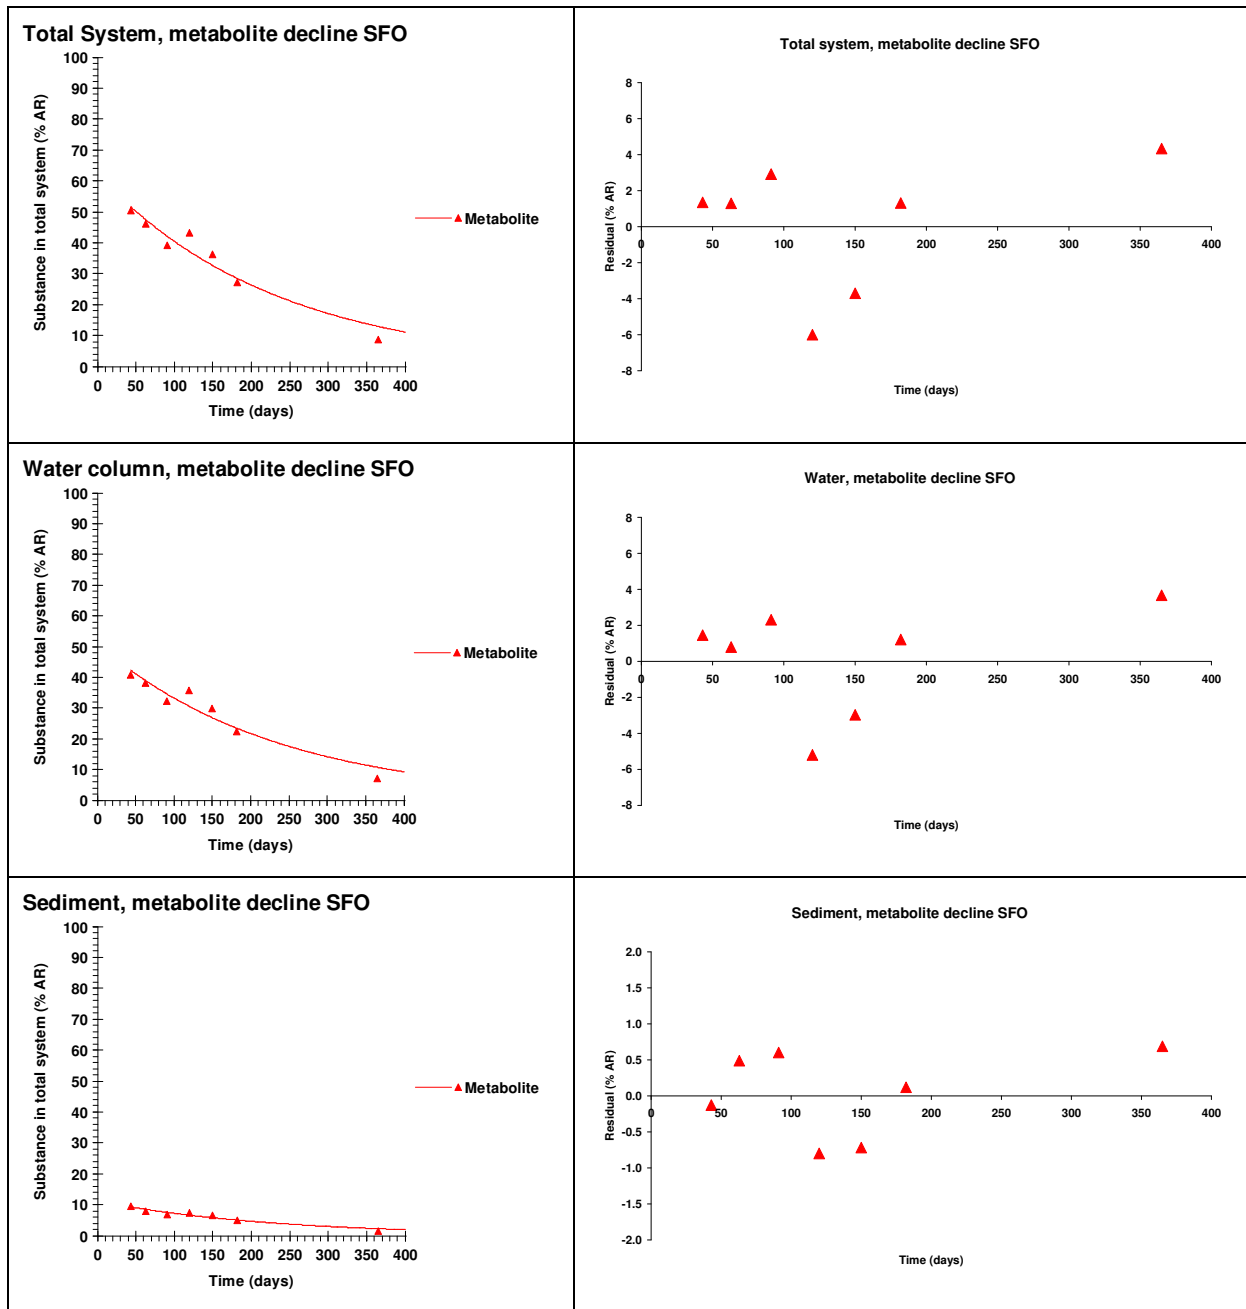 Total System, metabolite decline SFO
Substance in total system (% AR)
100
90
80
70
60
50
40
30
20
10
0
0 50 100 150 200 250 300 350 400
Time (days)
Metabolite
Total system, metabolite decline SFO
Residual (% AR)
8
6
4
2
0
-2
-4
-6
-8
0 50 100 150 200 250 300 350 400
Time (days)
Water column, metabolite decline SFO
Substance in total system (% AR)
100
90
80
70
60
50
40
30
20
10
0
0 50 100 150 200 250 300 350 400
Time (days)
Metabolite
Water, metabolite decline SFO
Residual (% AR)
8
6
4
2
0
-2
-4
-6
-8
0 50 100 150 200 250 300 350 400
Time (days)
Sediment, metabolite decline SFO
Substance in total system (% AR)
100
90
80
70
60
50
40
30
20
10
0
0 50 100 150 200 250 300 350 400
Time (days)
Metabolite
Sediment, metabolite decline SFO
Residual (% AR)
2.0
1.5
1.0
0.5
0.0
-0.5
-1.0
-1.5
-2.0
0 50 100 150 200 250 300 350 400
Time (days)